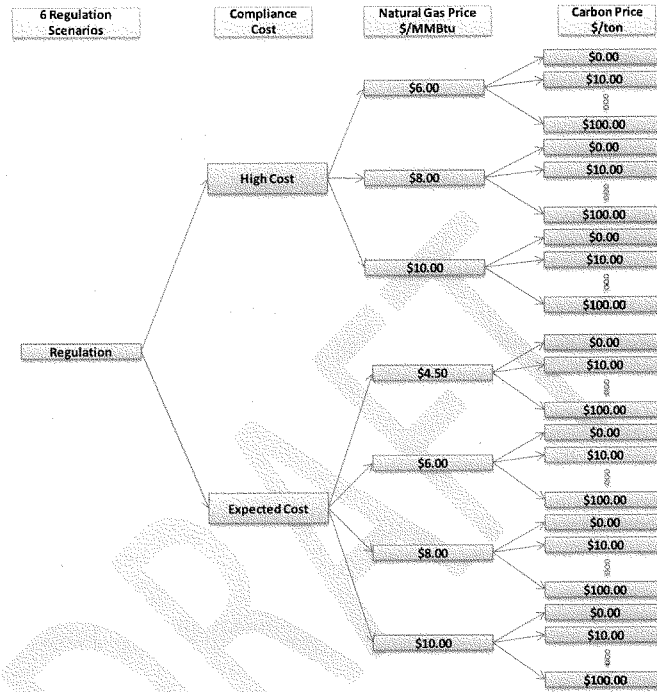 6 Regulation
Scenarios
Compliance
Cost
Natural Gas Price
$/MMBtu
Carbon Price
$/ton
$0.00
$10.00
$100.00
$6.00
$0.00
$10.00
$100.00
High Cost
$8.00
$0.00
$10.00
$100.00
$10.00
Regulation
$0.00
$10.00
$100.00
$4.50
$0.00
$10.00
$100.00
$6.00
Expected Cost
$0.00
$10.00
$100.00
$8.00
$0.00
$10.00
$100.00
$10.00
DRAFT